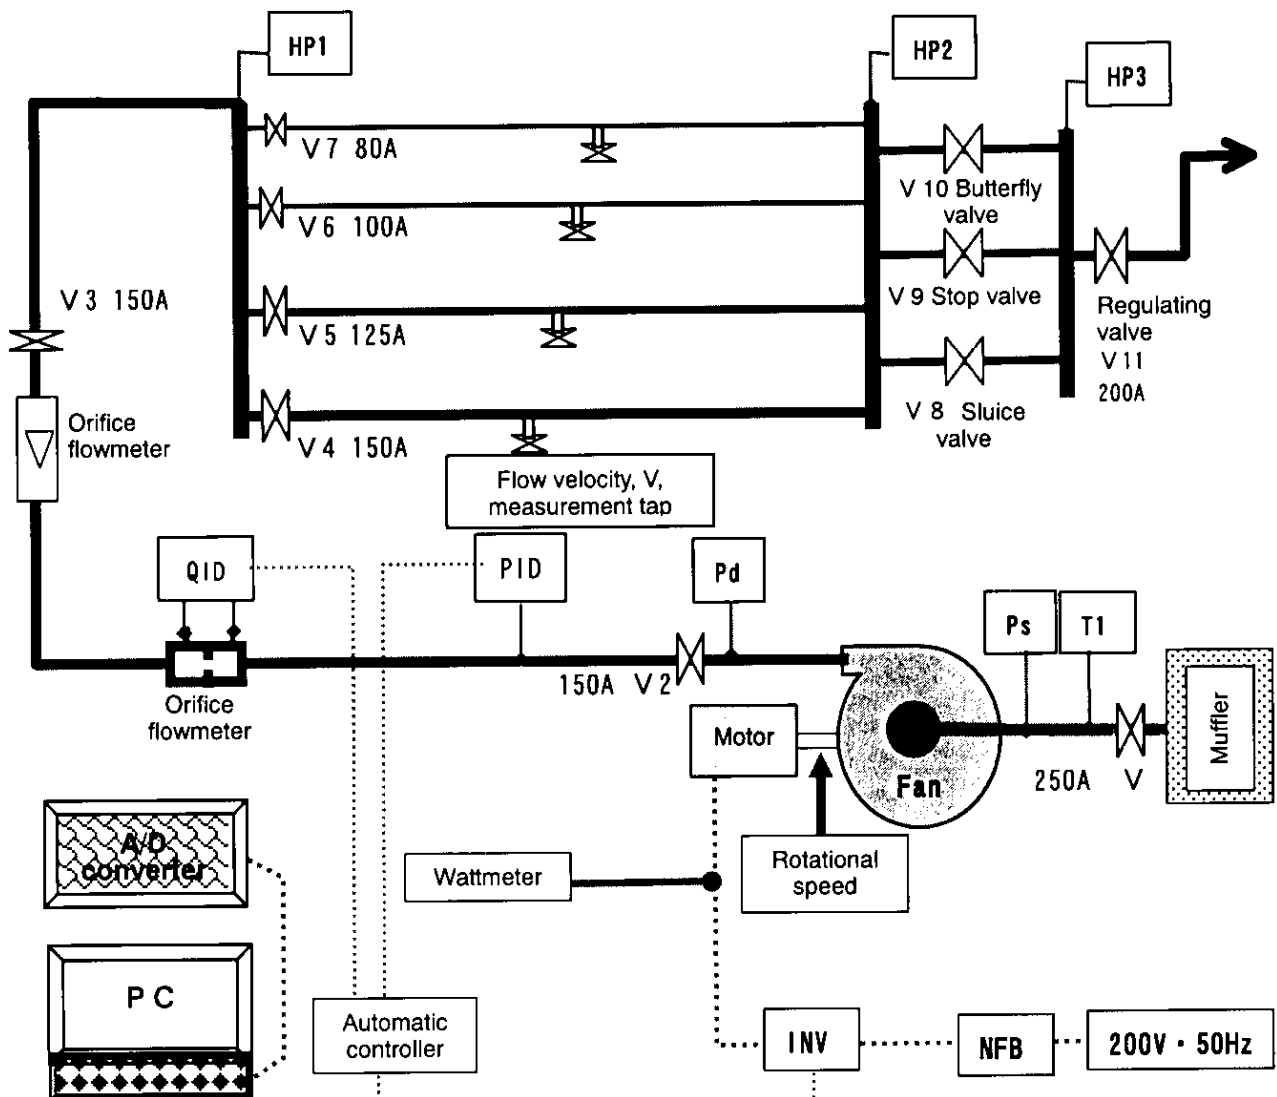 HP1
HP2
HP3
V7 80A
V6 100A
V5 125A
V4 150A
V 10 Butterfly
valve
V 9 Stop valve
V 8 Sluice
valve
Regulating
valve
V11
200A
V3 150A
Orifice
flowmeter
Flow velocity, V,
measurement tap
QID
PID
Pd
Ps
T1
Orifice
flowmeter
150A V2
Motor
Fan
250A V
Muffler
A/D
converter
Wattmeter
Rotational
speed
PC
Automatic
controller
INV
NFB
200V・50Hz